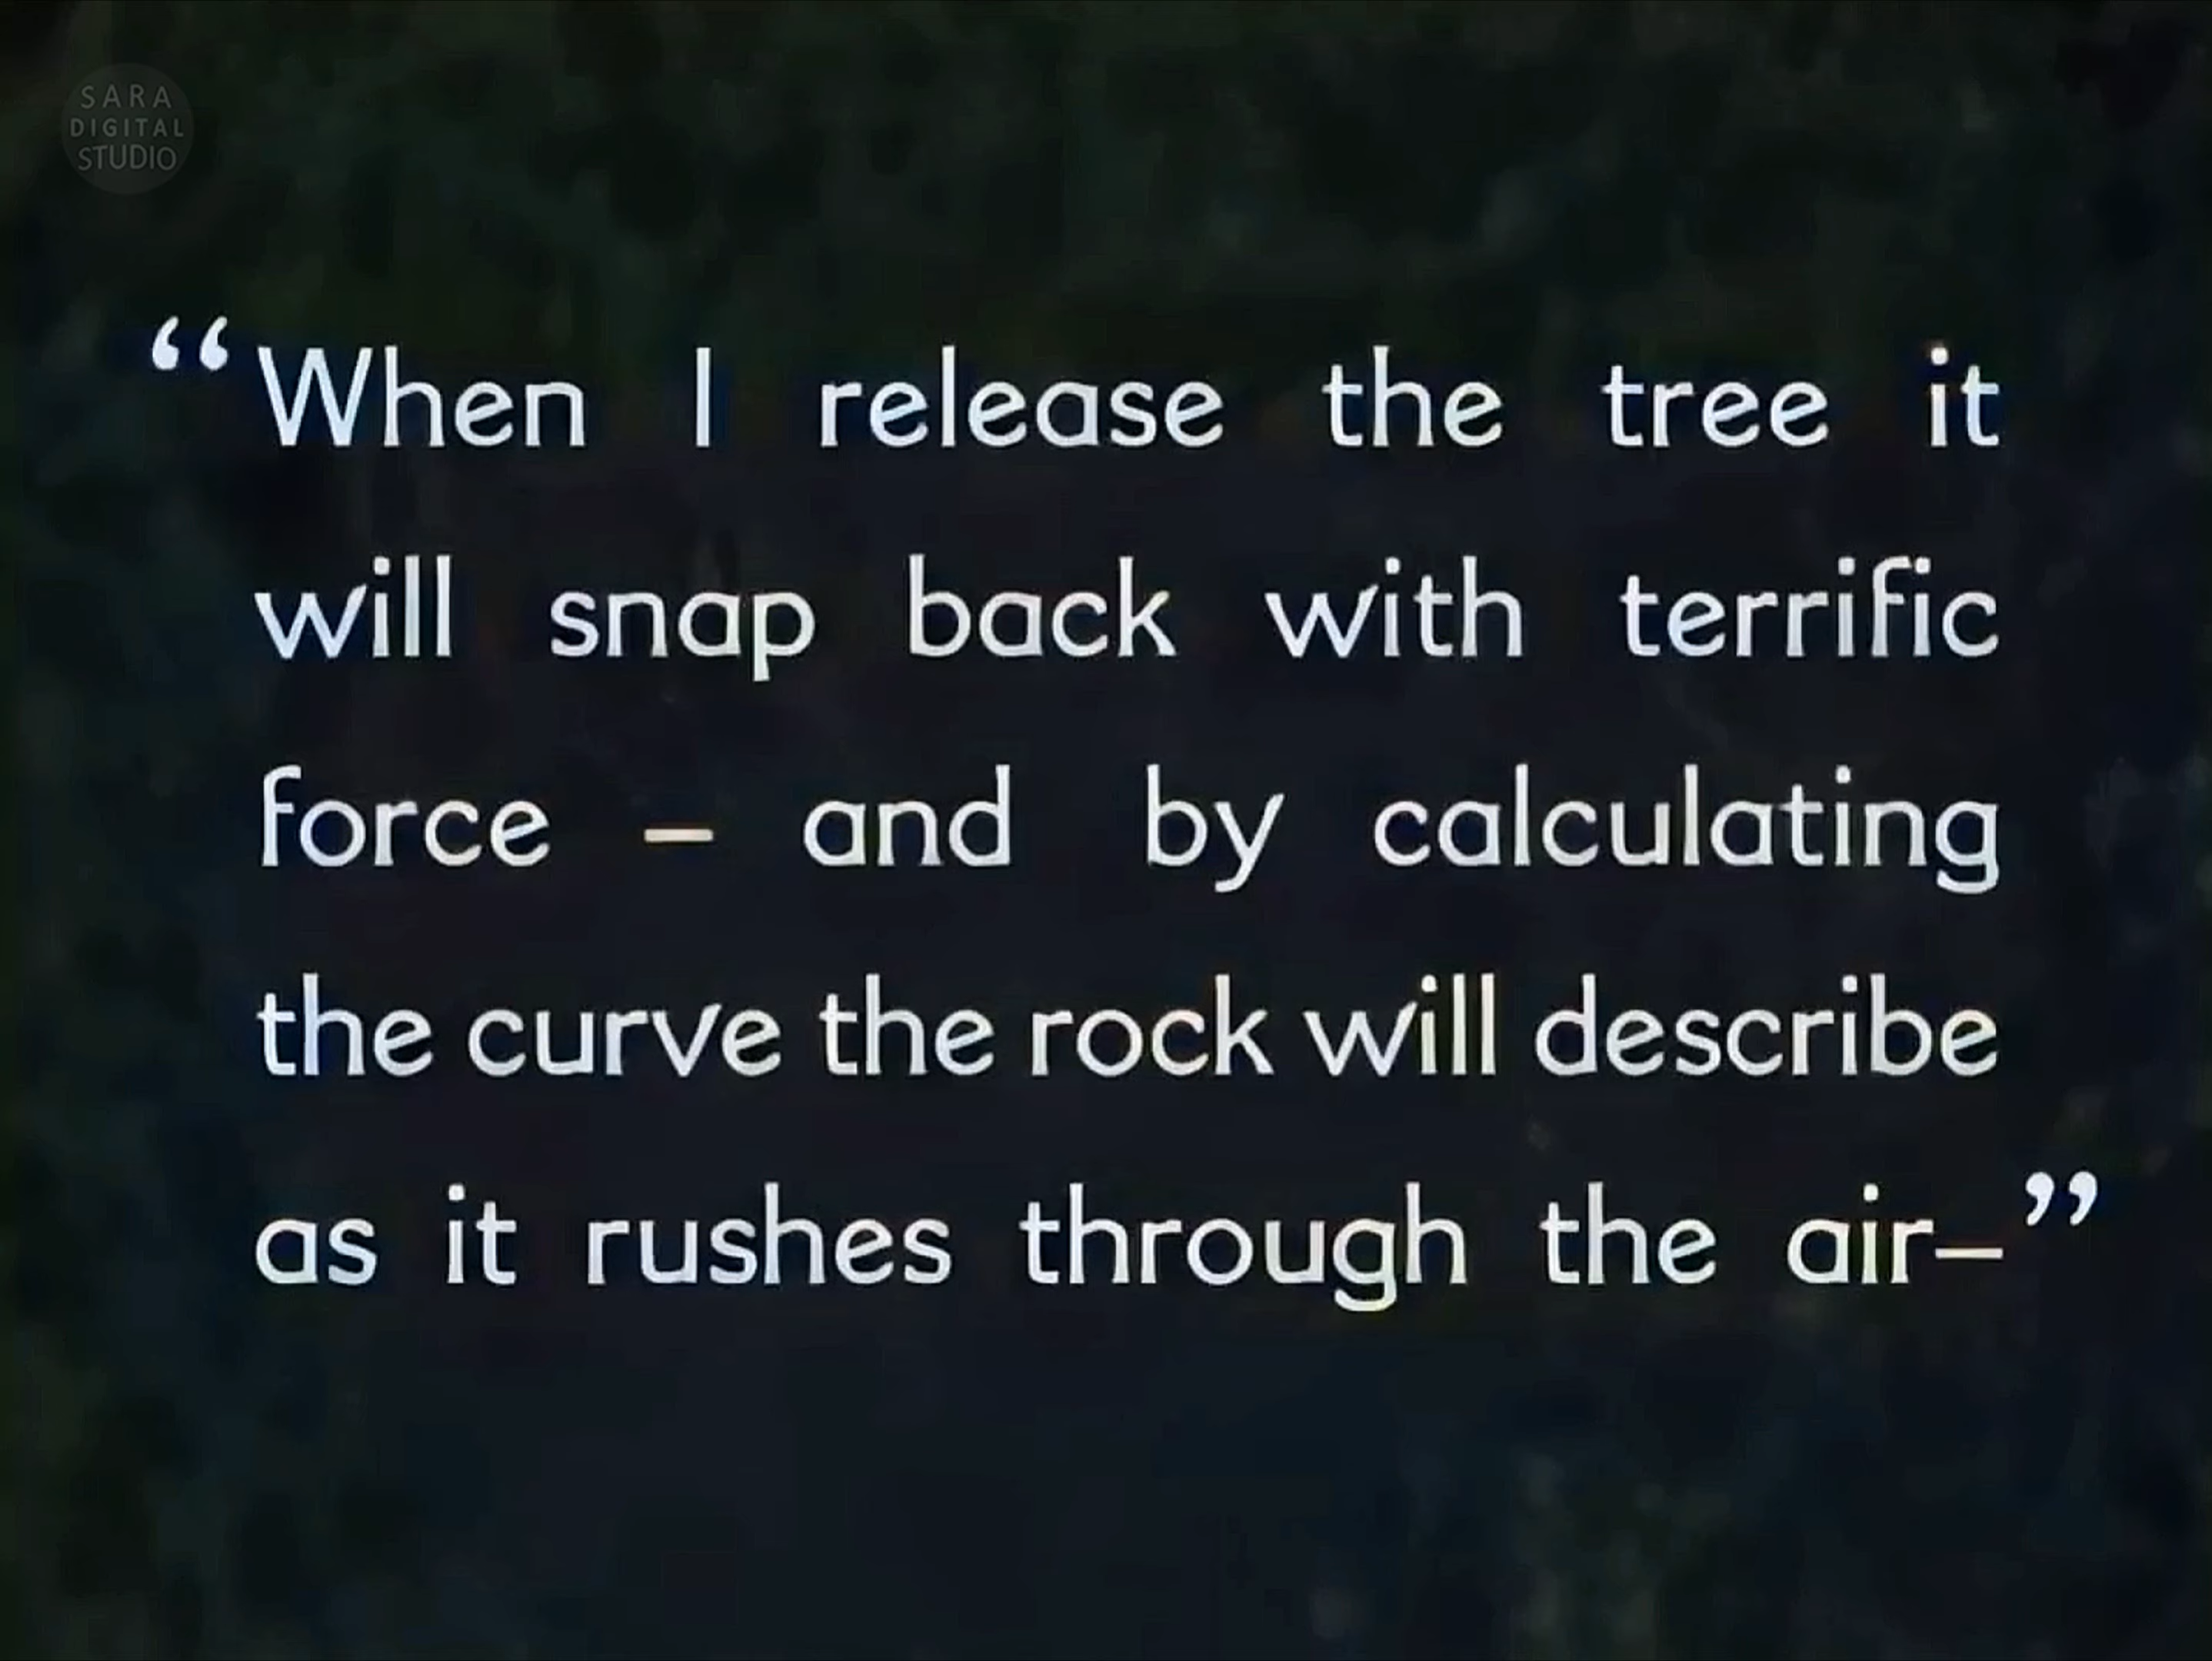 SARA
DIGITAL
STUDIO
“When I release the tree it
will snap back with terrific
force – and by calculating
the curve the rock will describe
as it rushes through the air–”